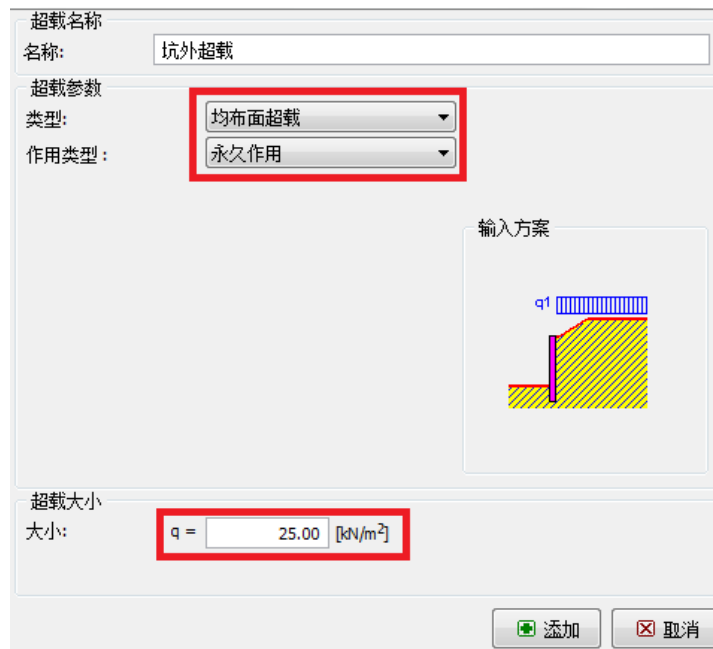 超载名称
名称: 坑外超载
超载参数
类型: 均布面超载
作用类型: 永久作用
输入方案
q1
超载大小
大小: q = 25.00 [kN/m²]
添加 取消